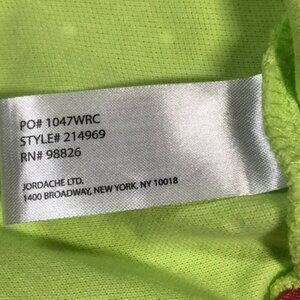 PO# 1047WRC
STYLE# 214969
RN# 98826
JORDACHE LTD.
1400 BROADWAY, NEW YORK, NY 10018